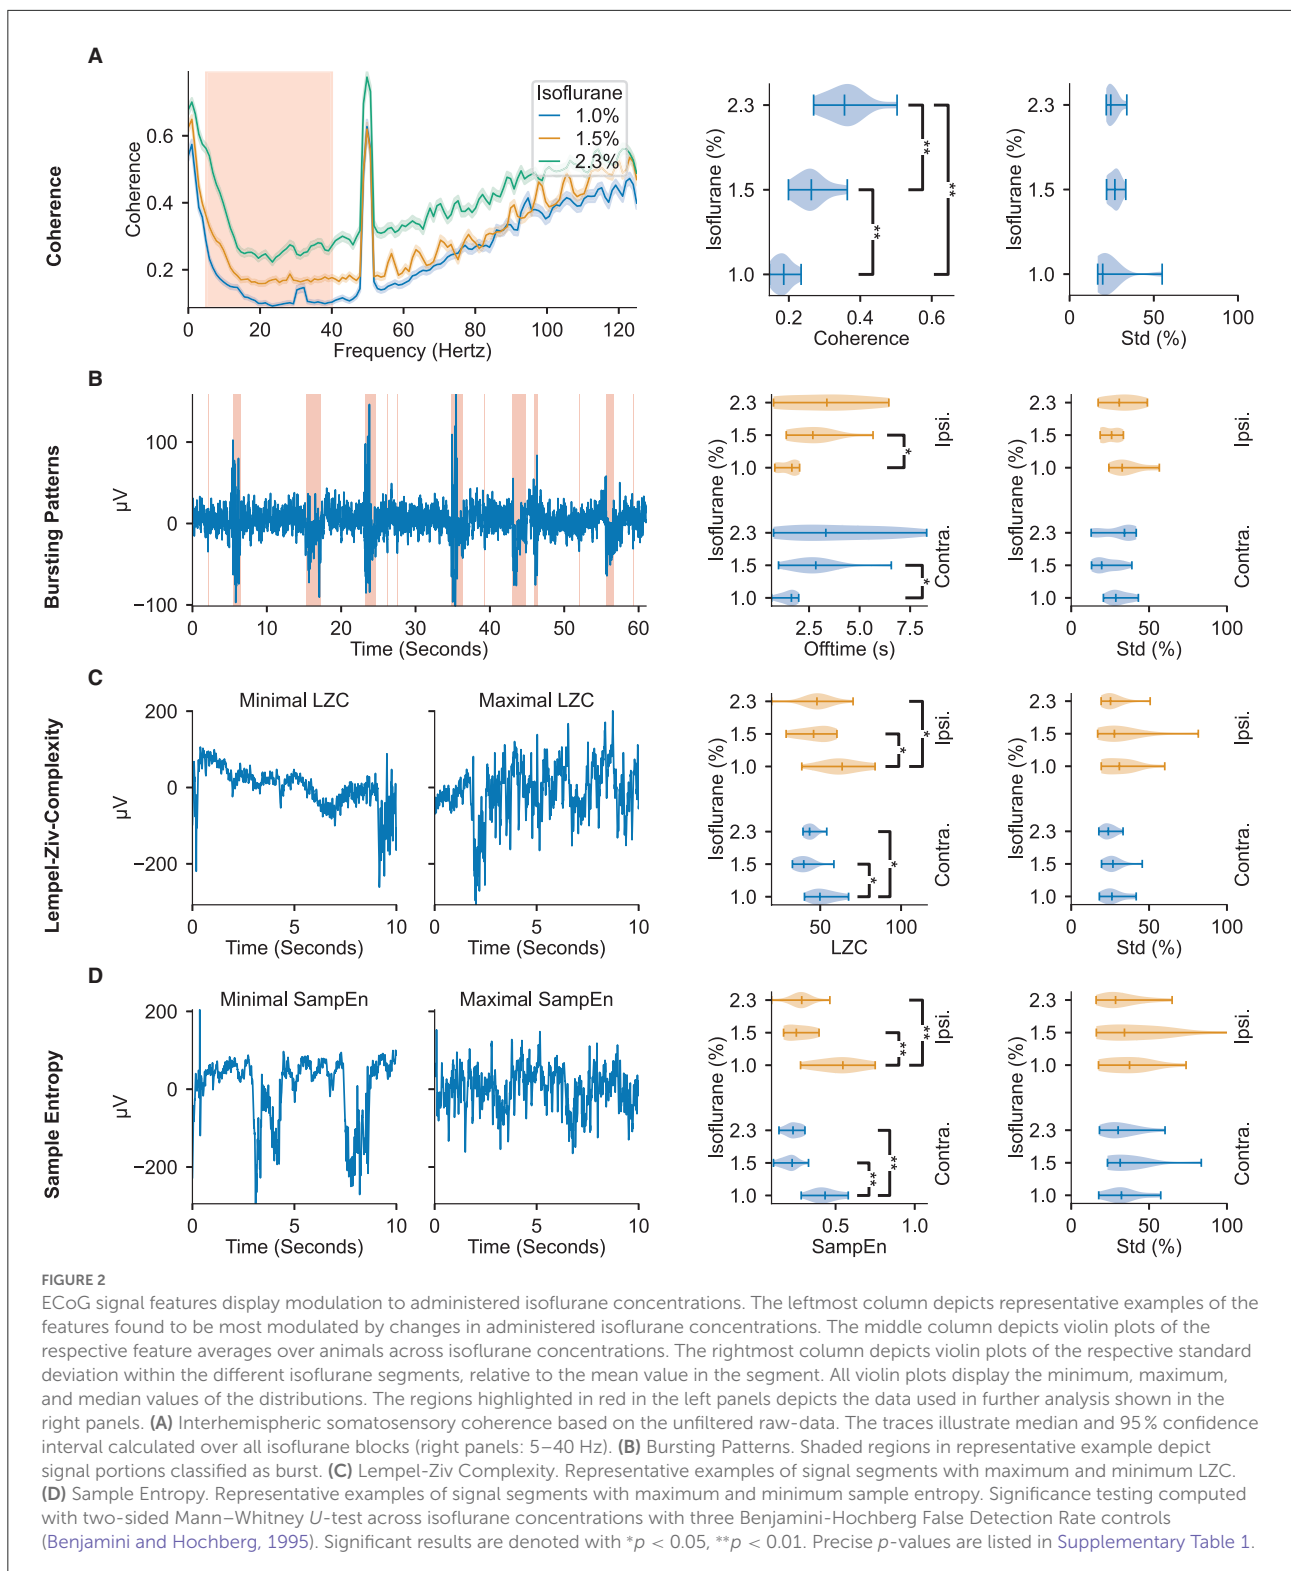 A
Coherence
Coherence
0.6
0.4
0.2
0
20
40
60
80
100
120
Frequency (Hertz)
Isoflurane
1.0%
1.5%
2.3%
Isoflurane (%)
2.3
1.5
1.0
**
**
**
0.2
0.4
0.6
Coherence
Isoflurane (%)
2.3
1.5
1.0
0
50
100
Std (%)
B
Bursting Patterns
µV
100
0
−100
0
10
20
30
40
50
60
Time (Seconds)
Isoflurane (%)
2.3
1.5
1.0
2.3
1.5
1.0
*
*
Ipsi.
Contra.
2.5
5.0
7.5
Offtime (s)
Isoflurane (%)
2.3
1.5
1.0
2.3
1.5
1.0
0
50
100
Std (%)
C
Lempel-Ziv-Complexity
Minimal LZC
Maximal LZC
µV
200
0
−200
0
5
10
Time (Seconds)
0
5
10
Time (Seconds)
Isoflurane (%)
2.3
1.5
1.0
2.3
1.5
1.0
*
*
*
*
Ipsi.
Contra.
50
100
LZC
Isoflurane (%)
2.3
1.5
1.0
2.3
1.5
1.0
Ipsi.
Contra.
0
50
100
Std (%)
D
Sample Entropy
Minimal SampEn
Maximal SampEn
µV
200
0
−200
0
5
10
Time (Seconds)
0
5
10
Time (Seconds)
Isoflurane (%)
2.3
1.5
1.0
2.3
1.5
1.0
**
**
**
**
Ipsi.
Contra.
0.5
1.0
SampEn
Isoflurane (%)
2.3
1.5
1.0
2.3
1.5
1.0
Ipsi.
Contra.
0
50
100
Std (%)
FIGURE 2
ECoG signal features display modulation to administered isoflurane concentrations. The leftmost column depicts representative examples of the
features found to be most modulated by changes in administered isoflurane concentrations. The middle column depicts violin plots of the
respective feature averages over animals across isoflurane concentrations. The rightmost column depicts violin plots of the respective standard
deviation within the different isoflurane segments, relative to the mean value in the segment. All violin plots display the minimum, maximum,
and median values of the distributions. The regions highlighted in red in the left panels depicts the data used in further analysis shown in the
right panels. (A) Interhemispheric somatosensory coherence based on the unfiltered raw-data. The traces illustrate median and 95% confidence
interval calculated over all isoflurane blocks (right panels: 5–40 Hz). (B) Bursting Patterns. Shaded regions in representative example depict
signal portions classified as burst. (C) Lempel-Ziv Complexity. Representative examples of signal segments with maximum and minimum LZC.
(D) Sample Entropy. Representative examples of signal segments with maximum and minimum sample entropy. Significance testing computed
with two-sided Mann–Whitney U-test across isoflurane concentrations with three Benjamini-Hochberg False Detection Rate controls
(Benjamini and Hochberg, 1995). Significant results are denoted with *p < 0.05, **p < 0.01. Precise p-values are listed in Supplementary Table 1.